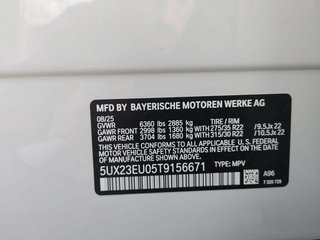 MFD BY BAYERISCHE MOTOREN WERKE AG
08/25
GVWR 6360 lbs 2885 kg TIRE / RIM
GAWR FRONT 2998 lbs 1360 kg 275/35 R22 / 9.5Jx22
GAWR REAR 3704 lbs 1680 kg 315/30 R22 / 10.5Jx22
THIS VEHICLE CONFORMS TO ALL APPLICABLE U.S. FEDERAL
MOTOR VEHICLE SAFETY STANDARDS IN EFFECT ON
THE DATE OF MANUFACTURE SHOWN ABOVE.
5UX23EU05T9156671 TYPE: MPV
A96